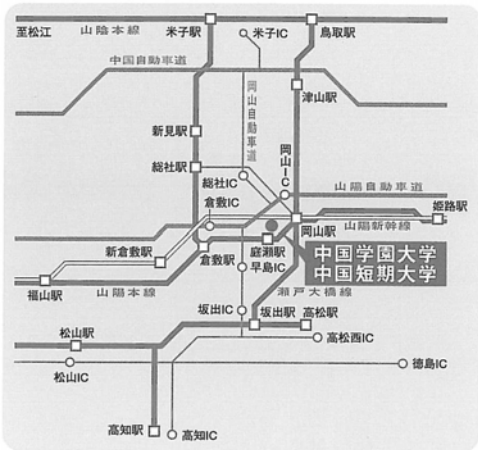 至松江
山陰本線
米子駅
米子IC
鳥取駅
中国自動車道
岡山自動車道
津山駅
新見駅
総社駅
総社IC
岡山IC
山陽自動車道
倉敷IC
姫路駅
岡山駅
山陽新幹線
新倉敷駅
倉敷駅
庭瀬駅
早島IC
中国学園大学
中国短期大学
福山駅
山陽本線
瀬戸大橋線
坂出IC
坂出駅
高松駅
松山駅
高松西IC
松山IC
徳島IC
高知駅
高知IC